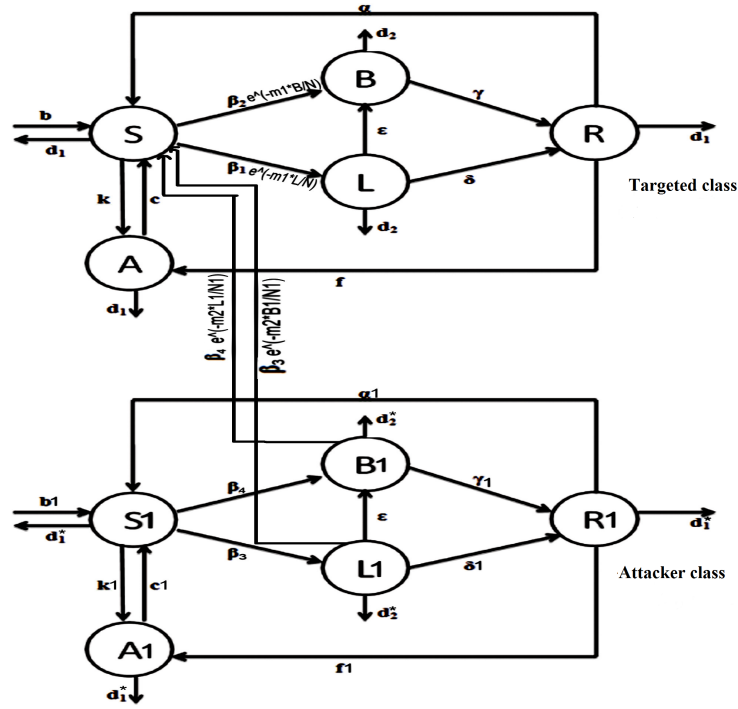 α
d₂
B
β₂ e^(-m1*B/N)
γ
b
S
R
d₁
d₁
ε
β₁ e^(-m1*L/N)
L
δ
Targeted class
k
c
d₂
A
f
d₁
β₄ e^(-m2*L1/N1)
β₃ e^(-m2*B1/N1)
α1
d₂*
B1
β₄
γ₁
b1
S1
R1
d₁*
d₁*
ε
β₃
L1
δ1
Attacker class
k1
c1
d₂*
A1
f1
d₁*